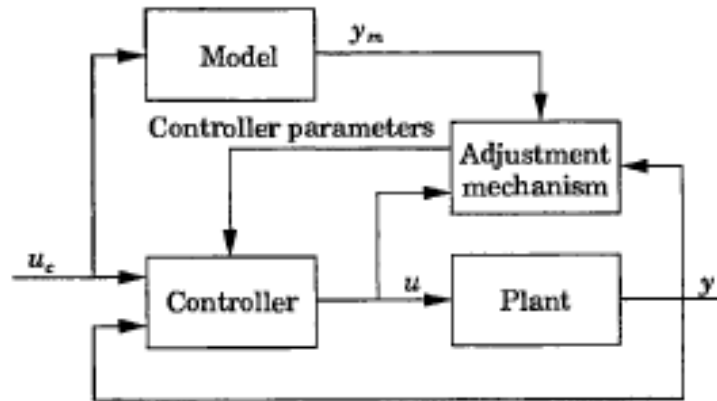 Model
y_m
Controller parameters
Adjustment
mechanism
u_c
Controller
u
Plant
y